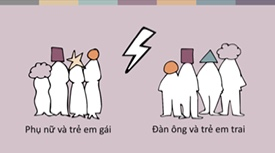 Phụ nữ và trẻ em gái
Đàn ông và trẻ em trai